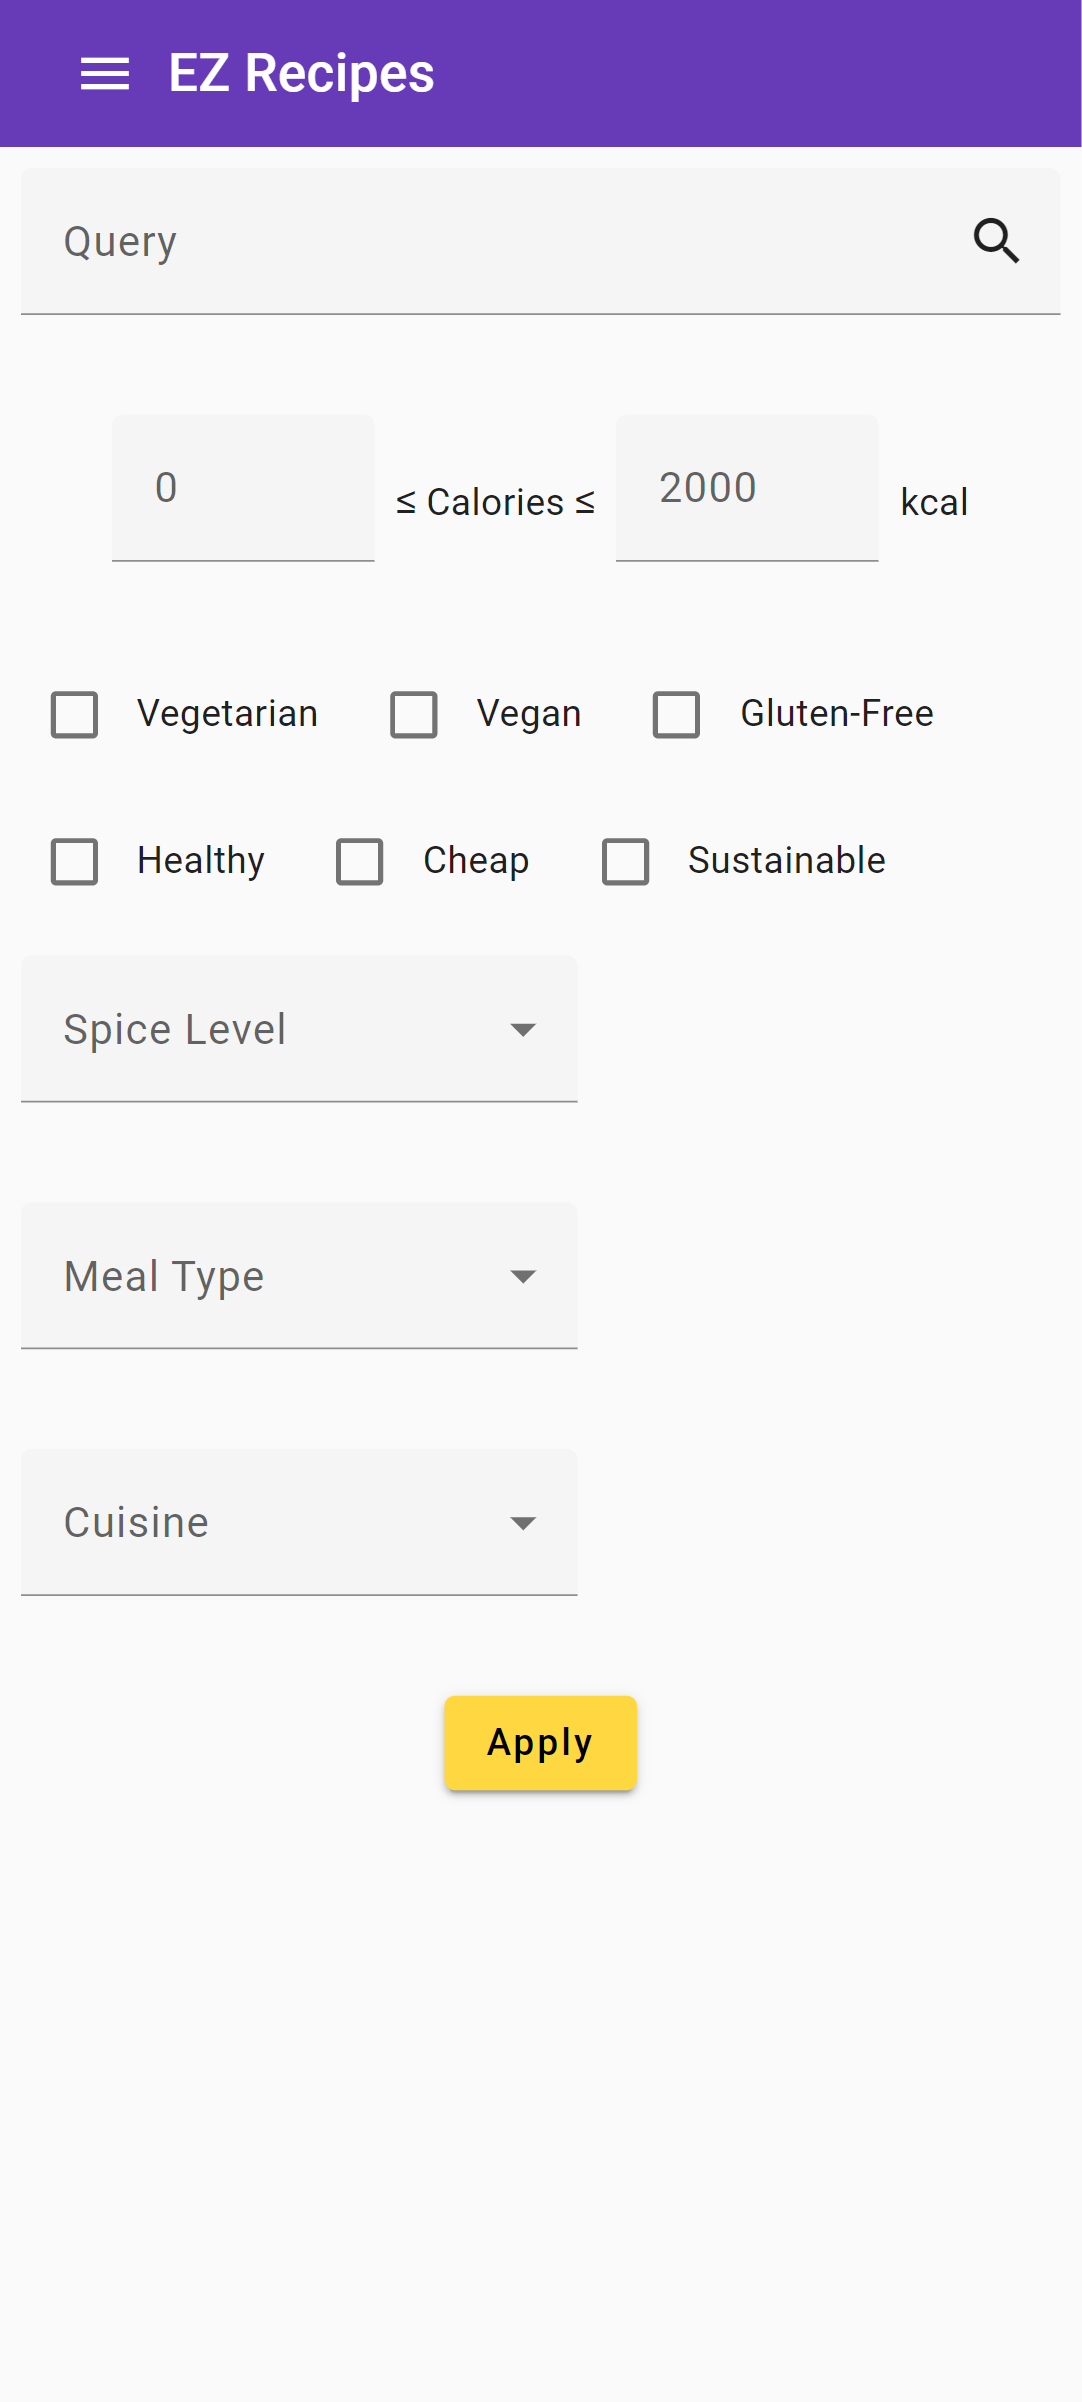 EZ Recipes
Query
0 ≤ Calories ≤ 2000 kcal
Vegetarian Vegan Gluten-Free
Healthy Cheap Sustainable
Spice Level
Meal Type
Cuisine
Apply